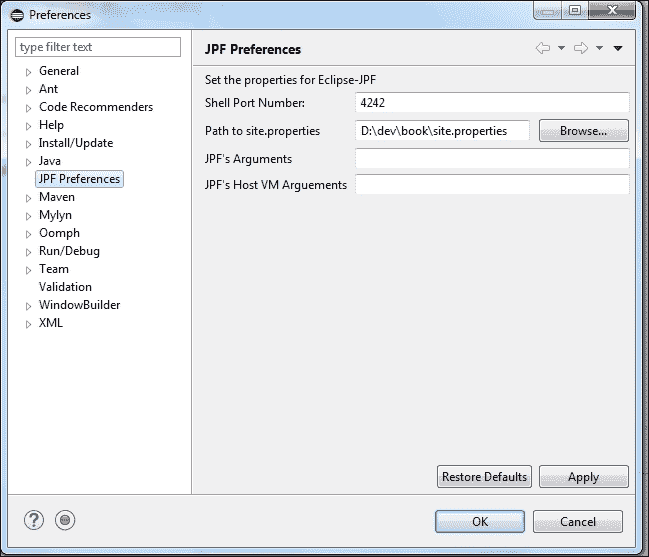 Preferences
type filter text
General
Ant
Code Recommenders
Help
Install/Update
Java
JPF Preferences
Maven
Mylyn
Oomph
Run/Debug
Team
Validation
WindowBuilder
XML
JPF Preferences
Set the properties for Eclipse-JPF
Shell Port Number: 4242
Path to site.properties D:\dev\book\site.properties Browse...
JPF's Arguments
JPF's Host VM Arguements
Restore Defaults Apply
OK Cancel